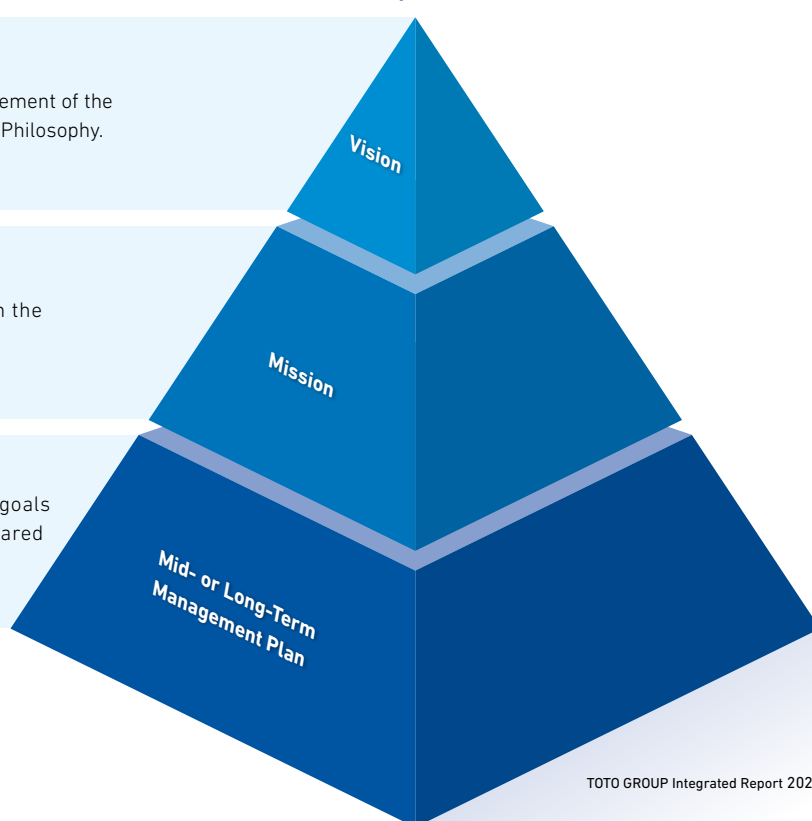 ement of the
Philosophy.
Vision
the
Mission
goals
ared
Mid- or Long-Term
Management Plan
TOTO GROUP Integrated Report 202